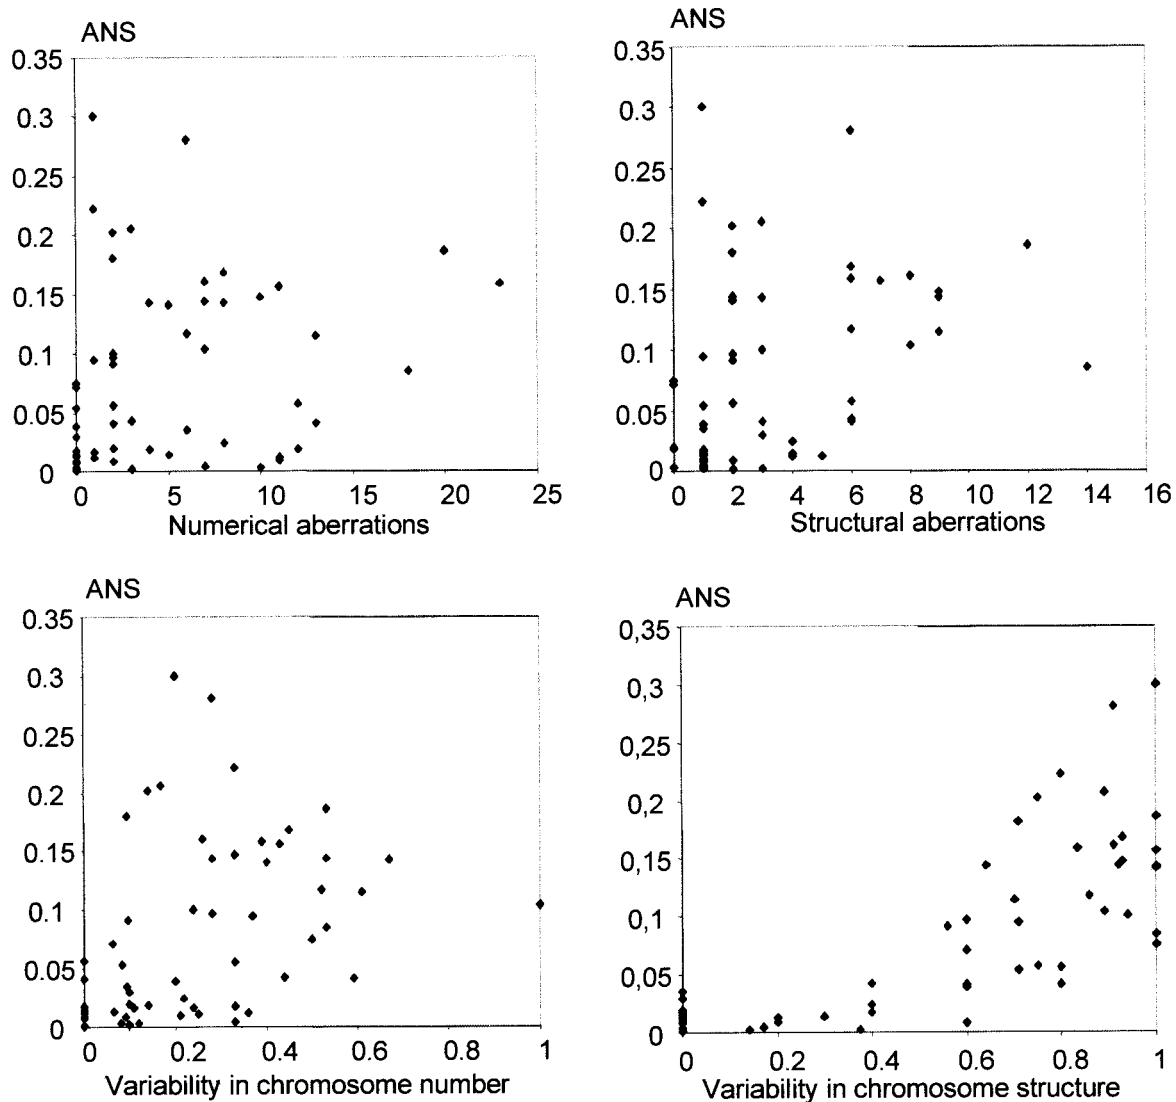 ANS
0.35
0.3
0.25
0.2
0.15
0.1
0.05
0
0 5 10 15 20 25
Numerical aberrations
ANS
0.35
0.3
0.25
0.2
0.15
0.1
0.05
0
0 2 4 6 8 10 12 14 16
Structural aberrations
ANS
0.35
0.3
0.25
0.2
0.15
0.1
0.05
0
0 0.2 0.4 0.6 0.8 1
Variability in chromosome number
ANS
0,35
0,3
0,25
0,2
0,15
0,1
0,05
0
0 0.2 0.4 0.6 0.8 1
Variability in chromosome structure